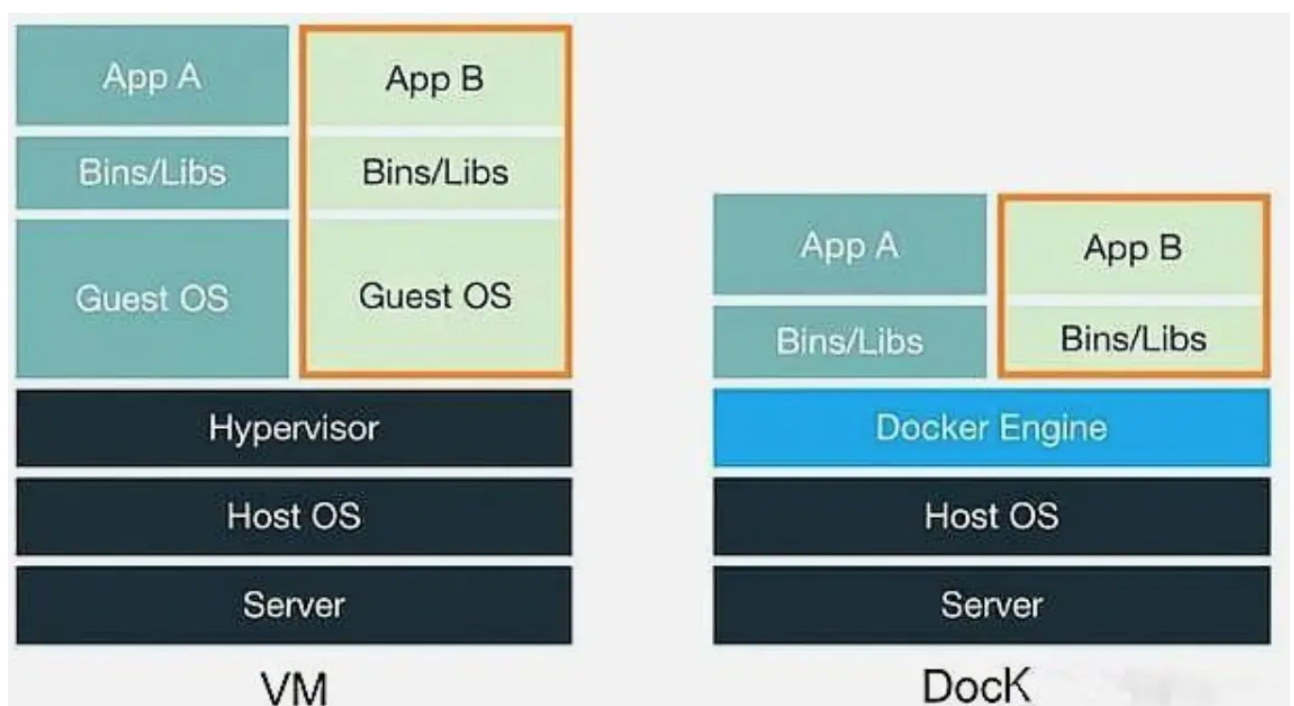 App A
App B
Bins/Libs
Bins/Libs
Guest OS
Guest OS
Hypervisor
Host OS
Server
VM
App A
App B
Bins/Libs
Bins/Libs
Docker Engine
Host OS
Server
DocK